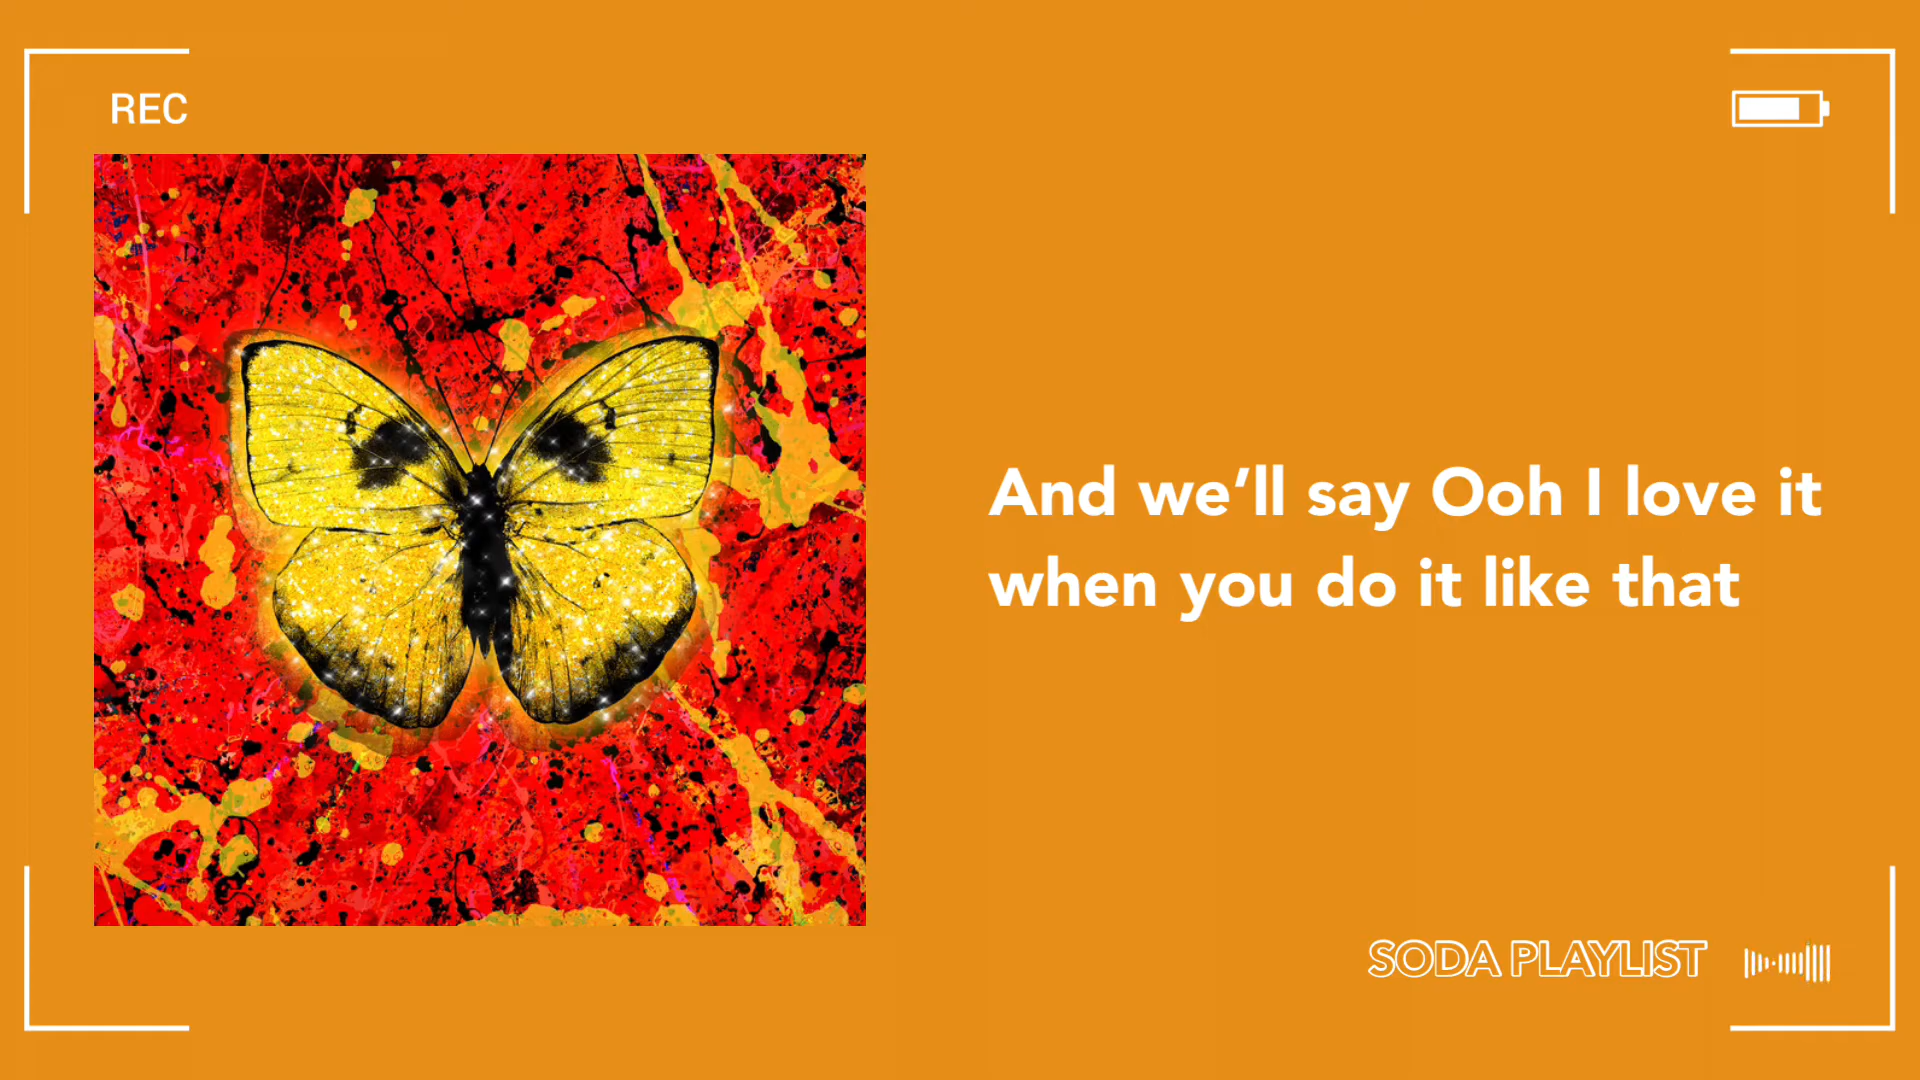 REC
And we’ll say Ooh I love it
when you do it like that
SODA PLAYLIST